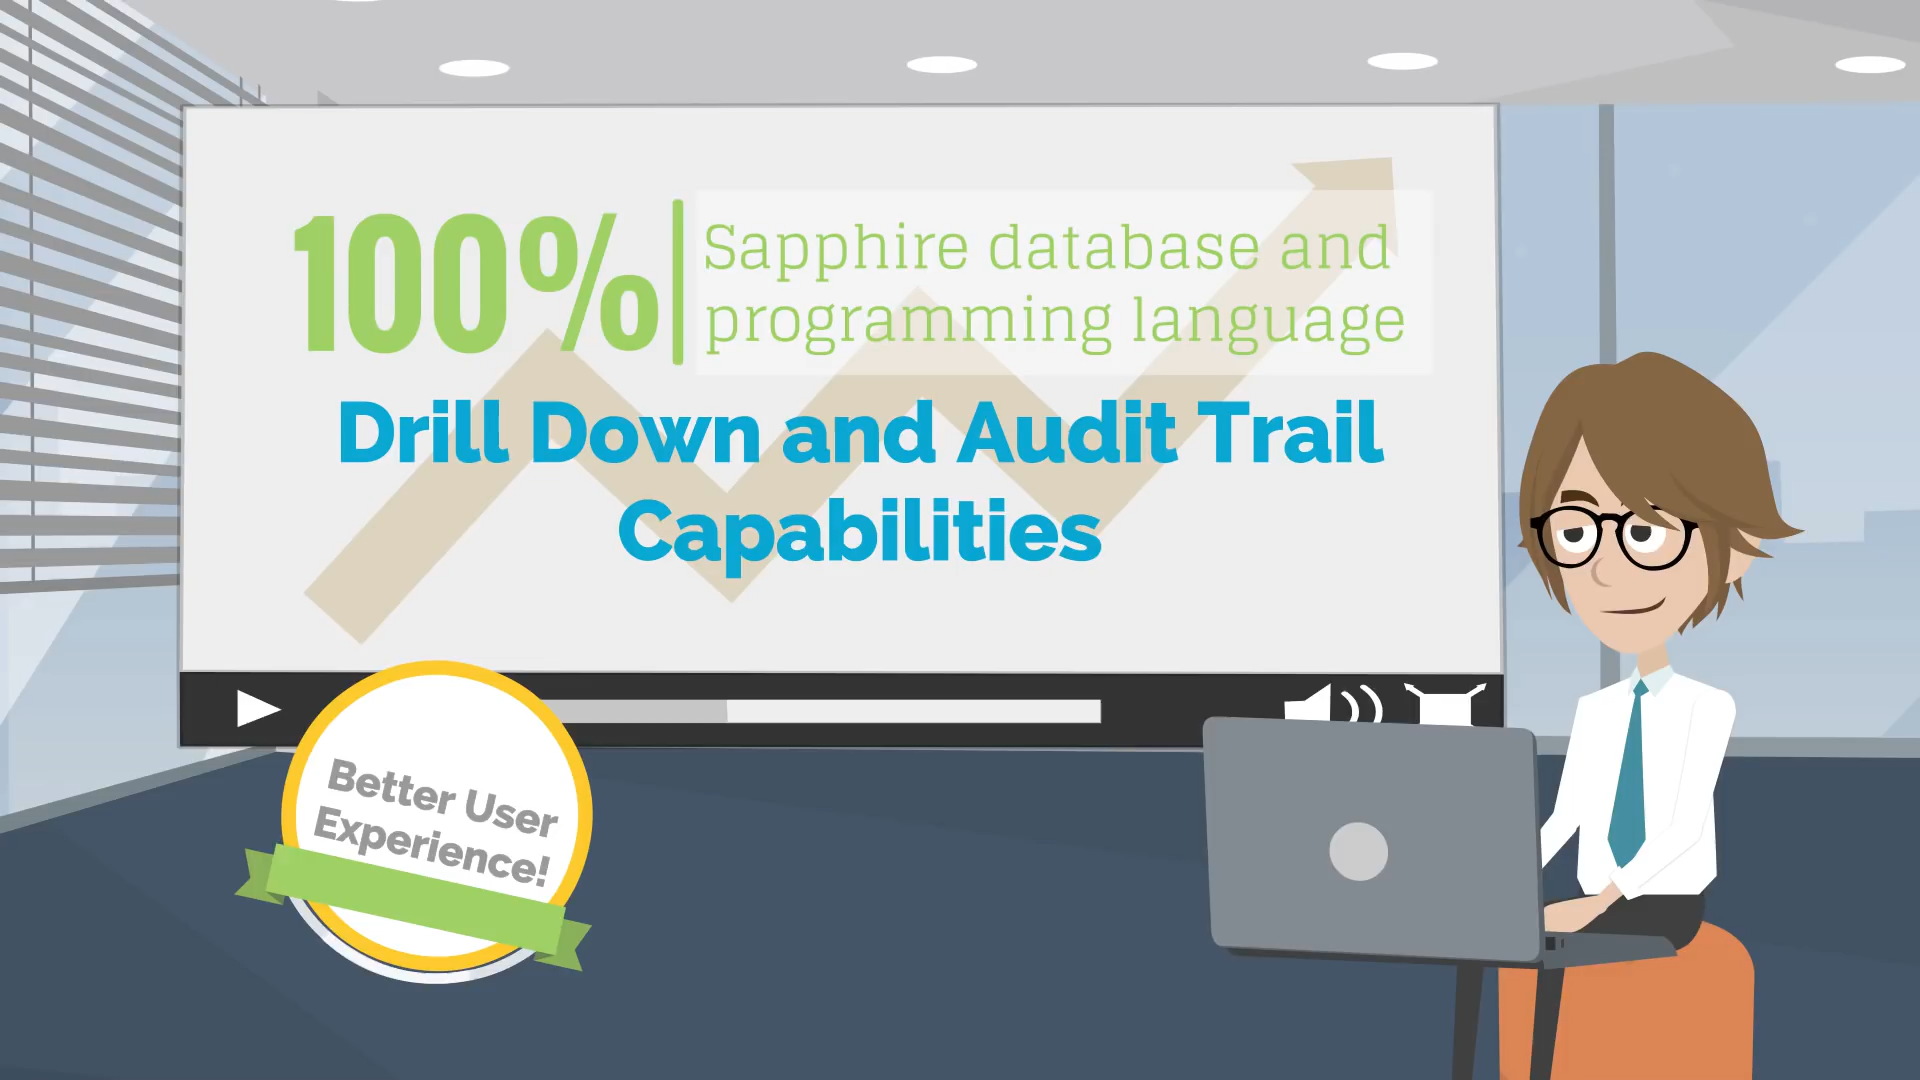 100%
Sapphire database and
programming language
Drill Down and Audit Trail
Capabilities
Better User
Experience!